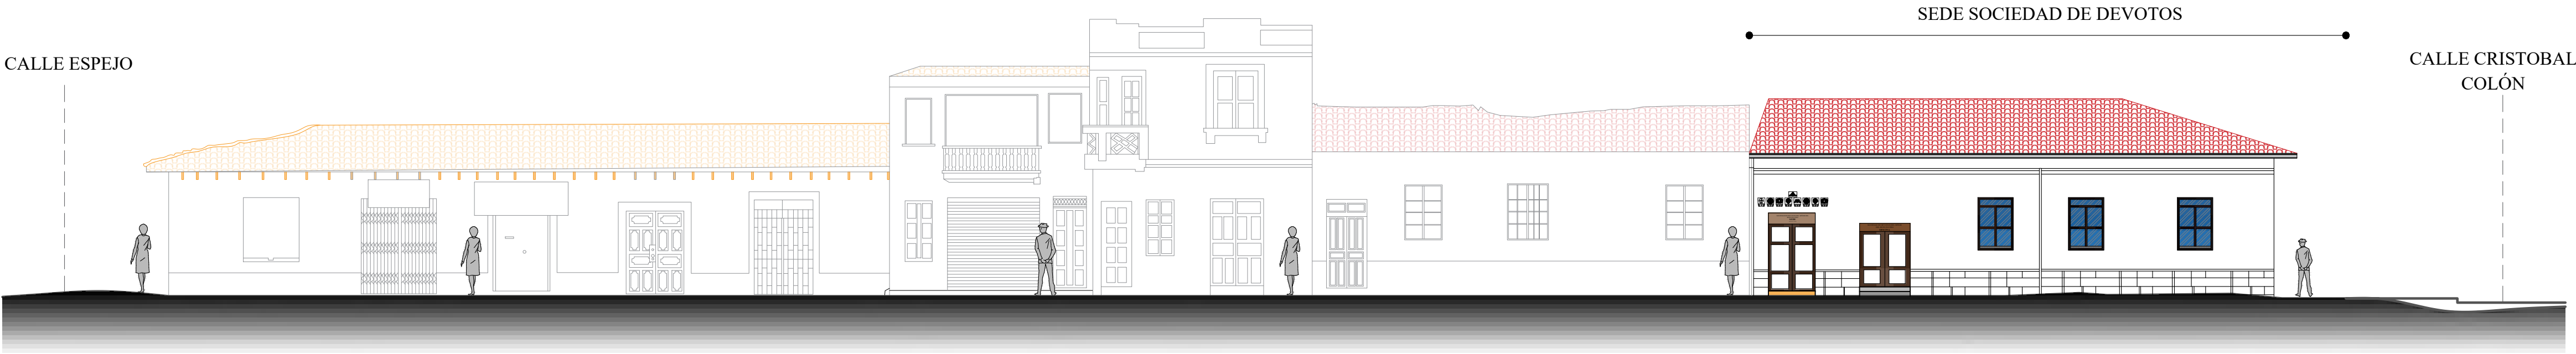 SEDE SOCIEDAD DE DEVOTOS
CALLE ESPEJO
CALLE CRISTOBAL
COLÓN